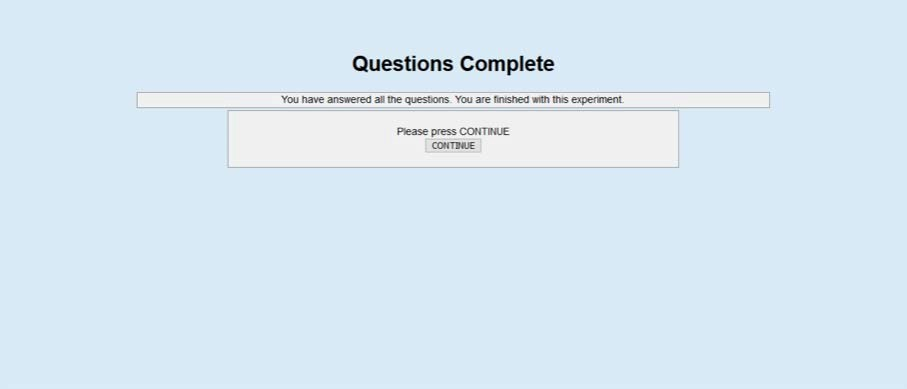 Questions Complete
You have answered all the questions. You are finished with this experiment.
Please press CONTINUE
CONTINUE